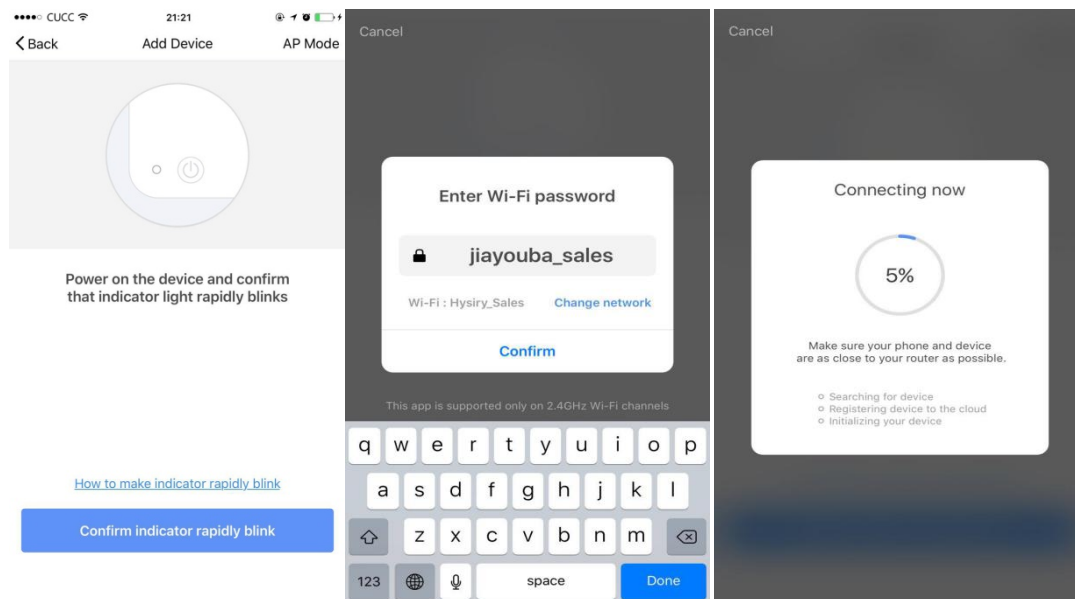 CUCC 21:21
Back Add Device AP Mode
Power on the device and confirm
that indicator light rapidly blinks
How to make indicator rapidly blink
Confirm indicator rapidly blink
Cancel
Enter Wi-Fi password
jiayouba_sales
Wi-Fi : Hysiry_Sales Change network
Confirm
This app is supported only on 2.4GHz Wi-Fi channels
q w e r t y u i o p
a s d f g h j k l
z x c v b n m
123 space Done
Cancel
Connecting now
5%
Make sure your phone and device
are as close to your router as possible.
Searching for device
Registering device to the cloud
Initializing your device